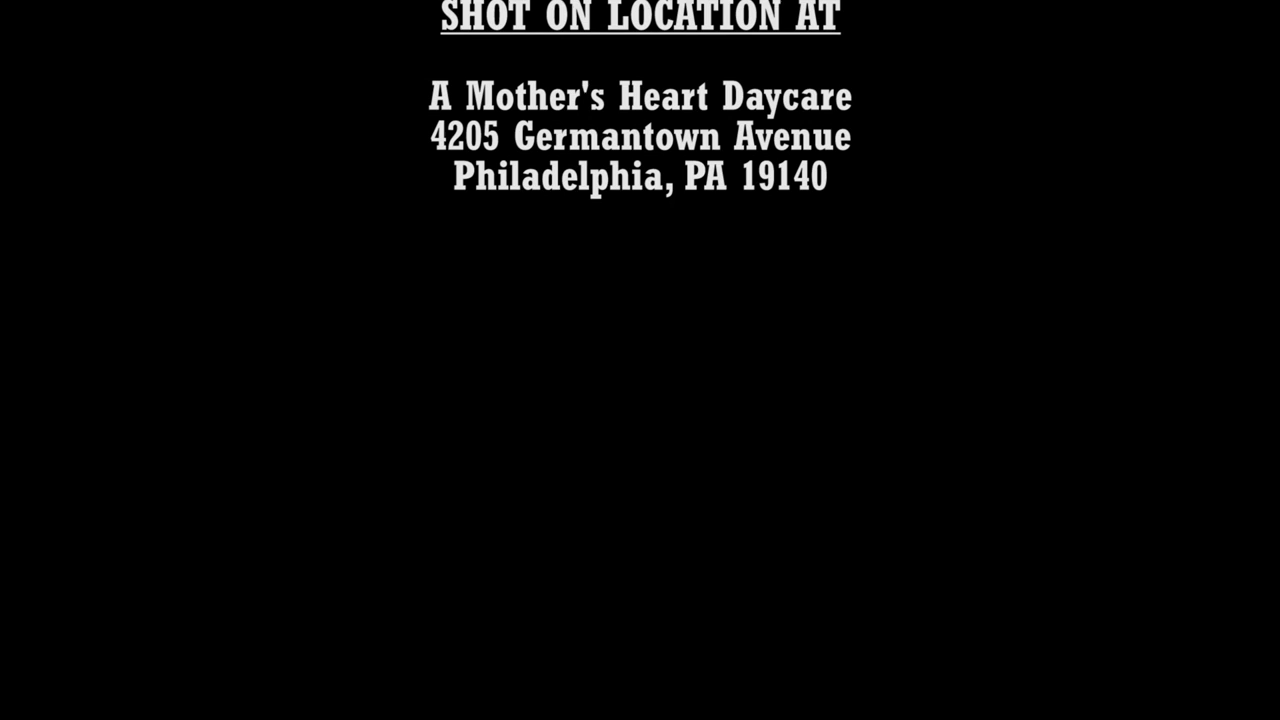 SHOT ON LOCATION AT
A Mother's Heart Daycare
4205 Germantown Avenue
Philadelphia, PA 19140